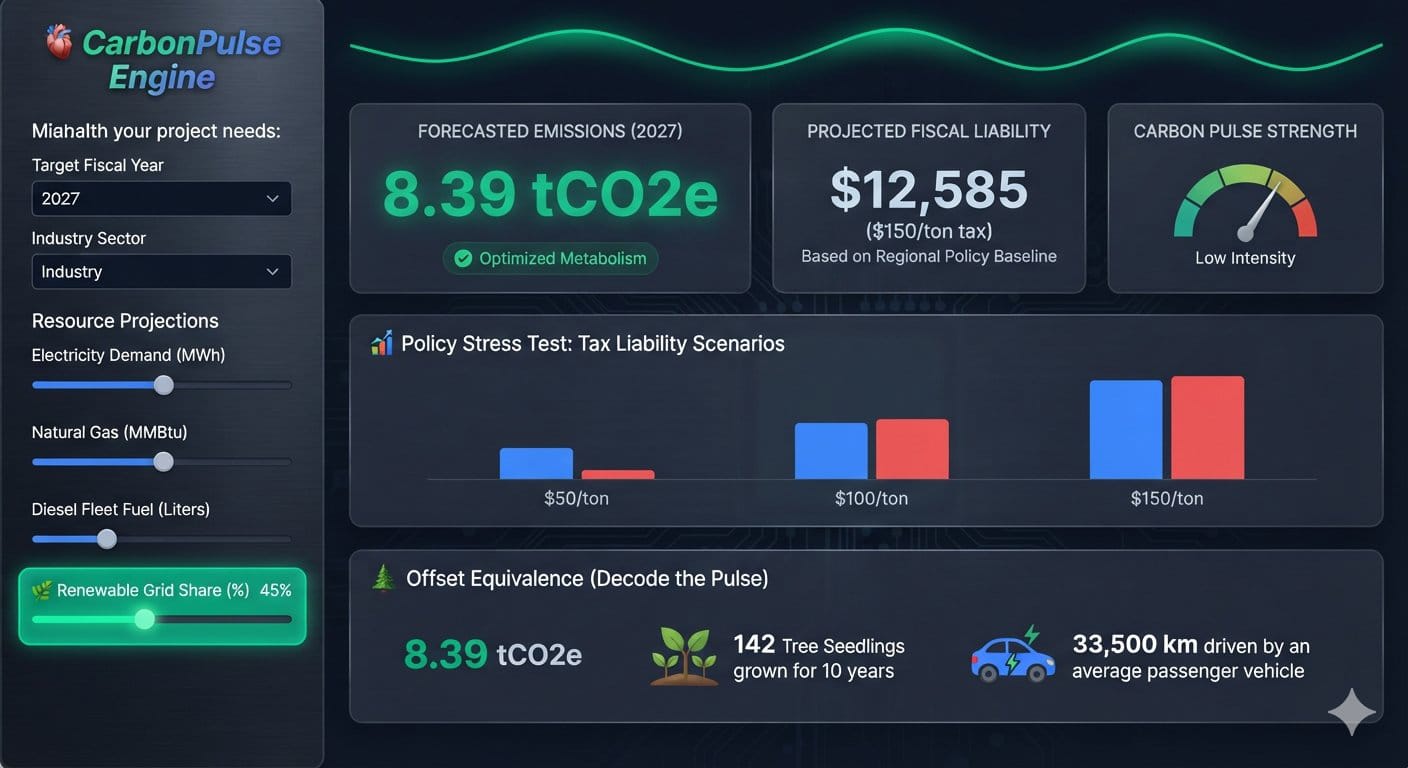 CarbonPulse
Engine
Miahalth your project needs:
Target Fiscal Year
2027
Industry Sector
Industry
Resource Projections
Electricity Demand (MWh)
Natural Gas (MMBtu)
Diesel Fleet Fuel (Liters)
Renewable Grid Share (%) 45%
FORECASTED EMISSIONS (2027)
8.39 tCO2e
Optimized Metabolism
PROJECTED FISCAL LIABILITY
$12,585
($150/ton tax)
Based on Regional Policy Baseline
CARBON PULSE STRENGTH
Low Intensity
Policy Stress Test: Tax Liability Scenarios
$50/ton
$100/ton
$150/ton
Offset Equivalence (Decode the Pulse)
8.39 tCO2e
142 Tree Seedlings
grown for 10 years
33,500 km driven by an
average passenger vehicle